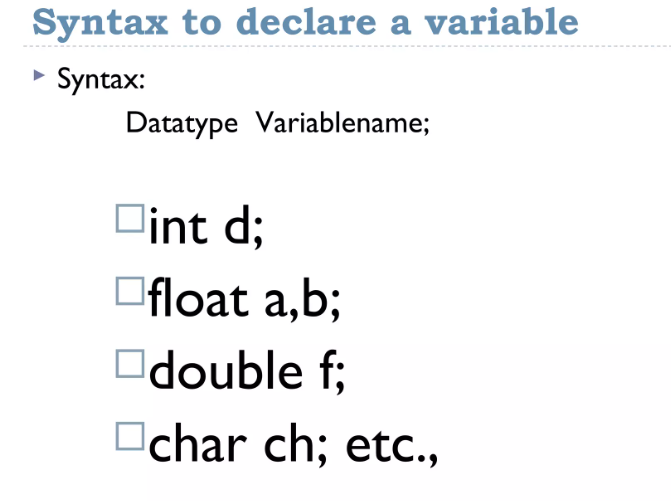 Syntax to declare a variable
Syntax:
Datatype Variablename;
int d;
float a,b;
double f;
char ch; etc.,